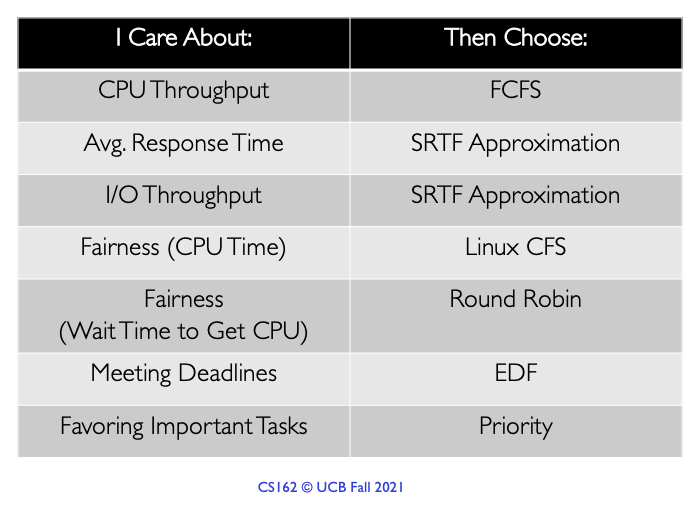 I Care About: Then Choose:
CPU Throughput FCFS
Avg. Response Time SRTF Approximation
I/O Throughput SRTF Approximation
Fairness (CPU Time) Linux CFS
Fairness Round Robin
(Wait Time to Get CPU)
Meeting Deadlines EDF
Favoring Important Tasks Priority
CS162 © UCB Fall 2021